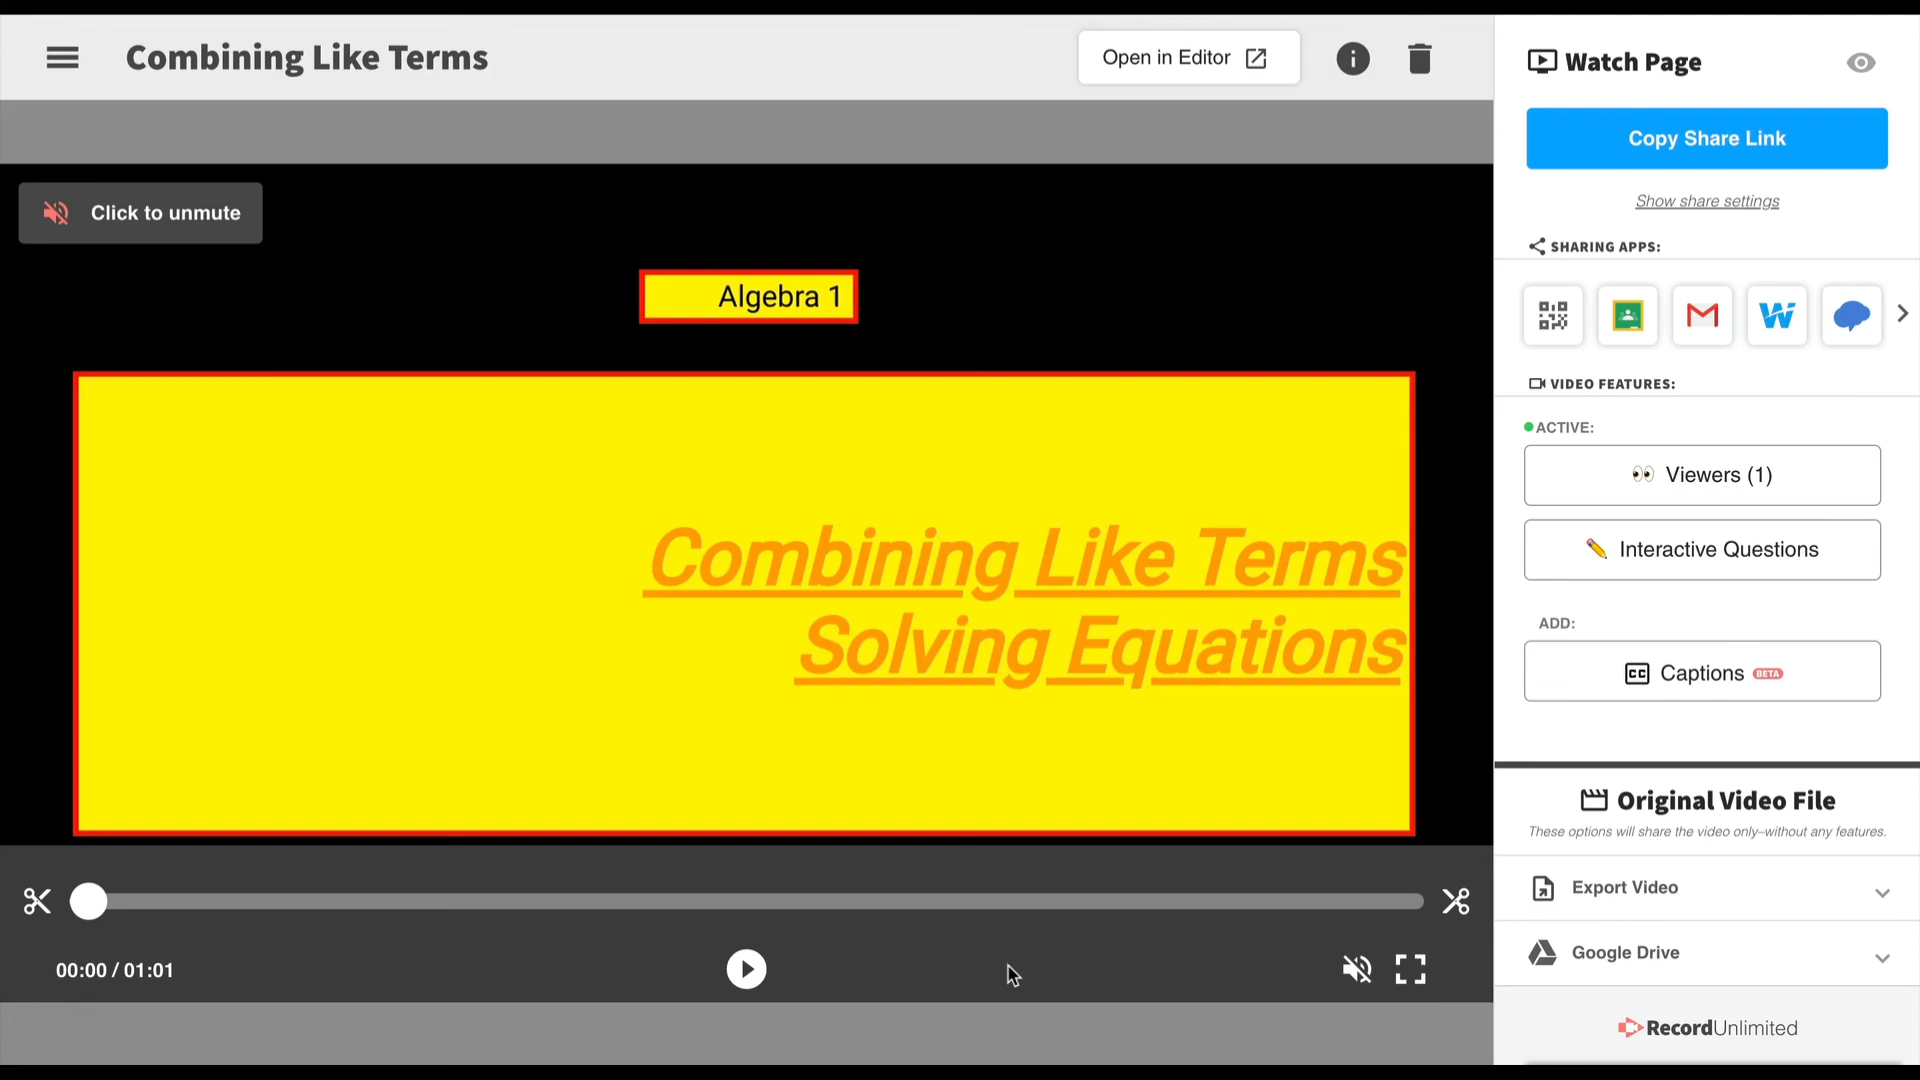 Combining Like Terms
Open in Editor
Click to unmute
Algebra 1
Combining Like Terms
Solving Equations
00:00 / 01:01
Watch Page
Copy Share Link
Show share settings
SHARING APPS:
VIDEO FEATURES:
ACTIVE:
Viewers (1)
Interactive Questions
ADD:
CC Captions BETA
Original Video File
These options will share the video only–without any features.
Export Video
Google Drive
RecordUnlimited